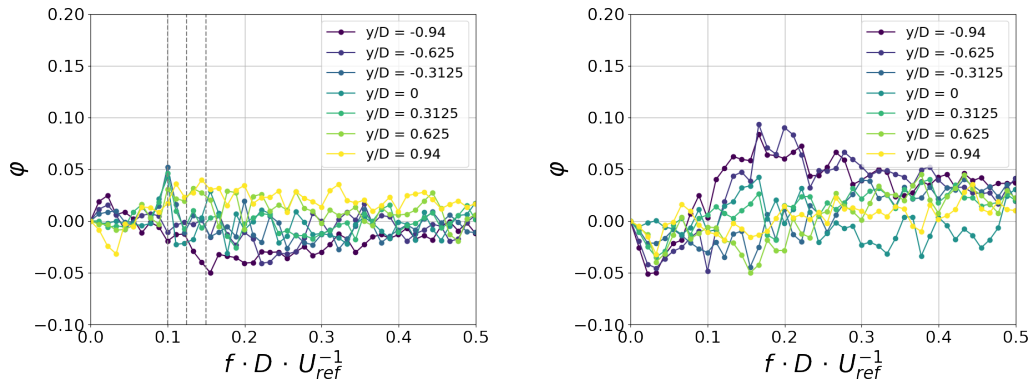 0.20
0.15
0.10
0.05
0.00
−0.05
−0.10
φ
0.0
0.1
0.2
0.3
0.4
0.5
f · D · U_ref^−1
y/D = -0.94
y/D = -0.625
y/D = -0.3125
y/D = 0
y/D = 0.3125
y/D = 0.625
y/D = 0.94
0.20
0.15
0.10
0.05
0.00
−0.05
−0.10
φ
0.0
0.1
0.2
0.3
0.4
0.5
f · D · U_ref^−1
y/D = -0.94
y/D = -0.625
y/D = -0.3125
y/D = 0
y/D = 0.3125
y/D = 0.625
y/D = 0.94